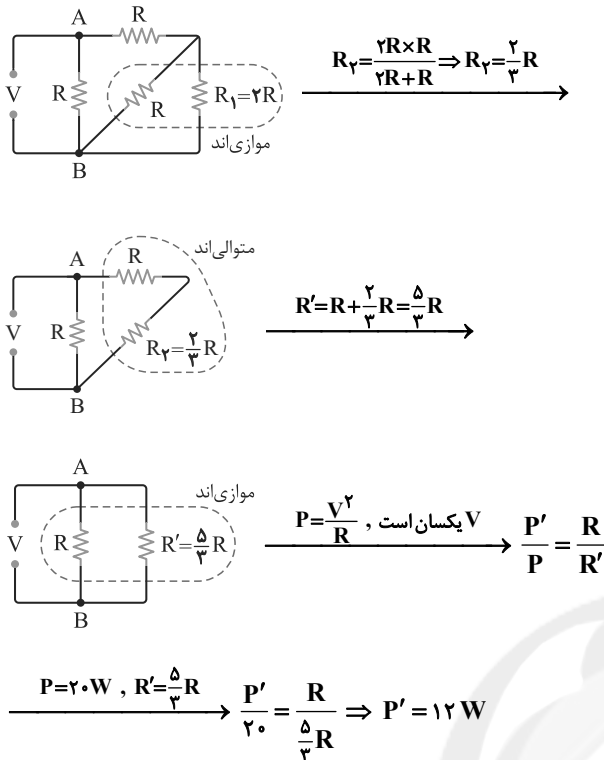 A R
V R R R₁=۲R
موازی‌اند
B
R₂=۲R×R/۲R+R ⇒ R₂=۲/۳R
متوالی‌اند
A R
V R R₂=۲/۳R
B
R′=R+۲/۳R=۵/۳R
A
موازی‌اند
V R R′=۵/۳R
B
P=V²/R , V یکسان است P′/P=R/R′
P=۲۰W , R′=۵/۳R P′/۲۰=R/۵/۳R ⇒ P′=۱۲W